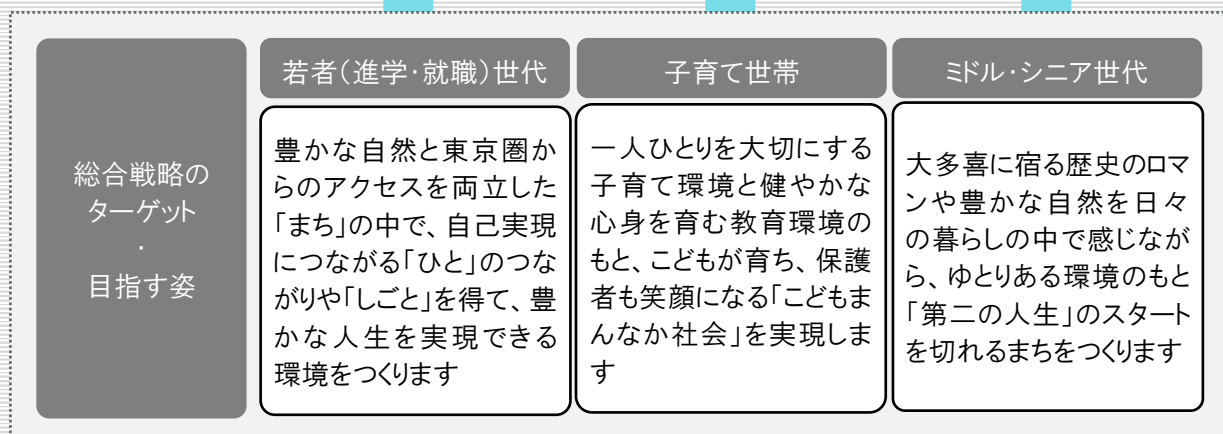 総合戦略の
ターゲット
・
目指す姿
若者(進学・就職)世代
豊かな自然と東京圏か
らのアクセスを両立した
「まち」の中で、自己実現
につながる「ひと」のつな
がりや「しごと」を得て、豊
かな人生を実現できる
環境をつくります
子育て世帯
一人ひとりを大切にする
子育て環境と健やかな
心身を育む教育環境の
もと、こどもが育ち、保護
者も笑顔になる「こどもま
んなか社会」を実現しま
す
ミドル・シニア世代
大多喜に宿る歴史のロマ
ンや豊かな自然を日々
の暮らしの中で感じなが
ら、ゆとりある環境のもと
「第二の人生」のスタート
を切れるまちをつくります